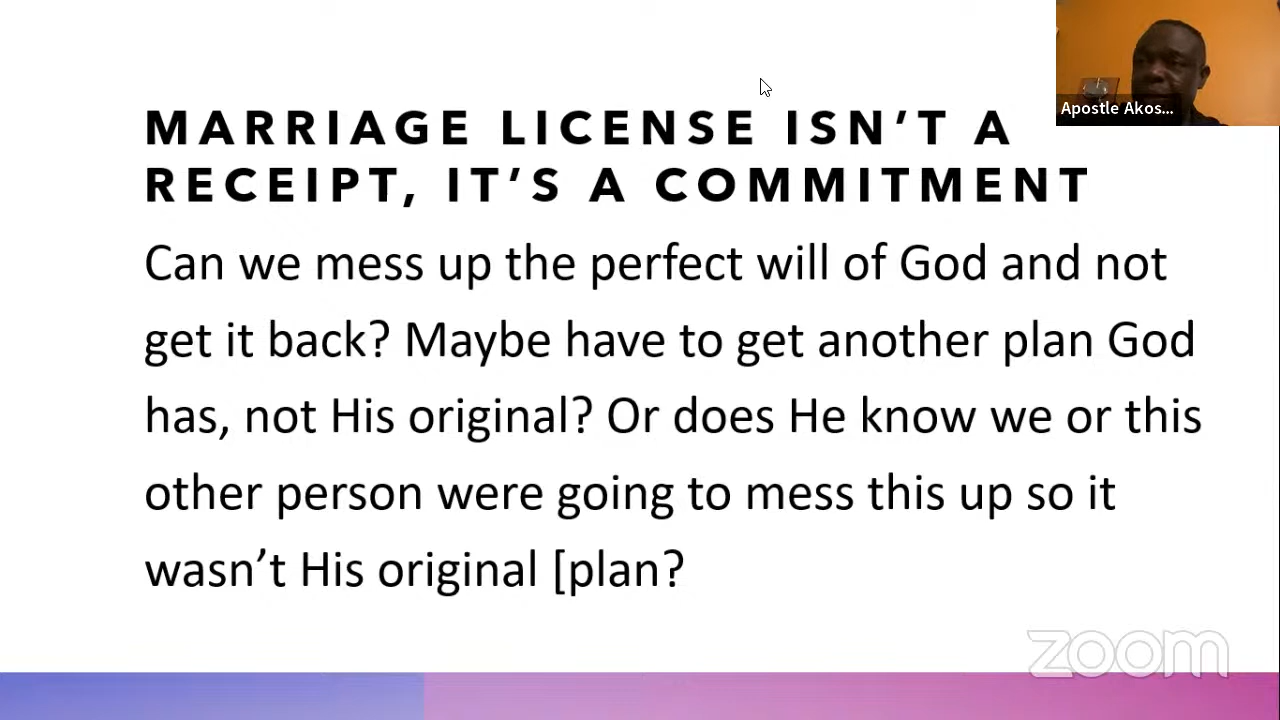 Apostle Akos...
MARRIAGE LICENSE ISN’T A
RECEIPT, IT’S A COMMITMENT
Can we mess up the perfect will of God and not
get it back? Maybe have to get another plan God
has, not His original? Or does He know we or this
other person were going to mess this up so it
wasn’t His original [plan?
zoom